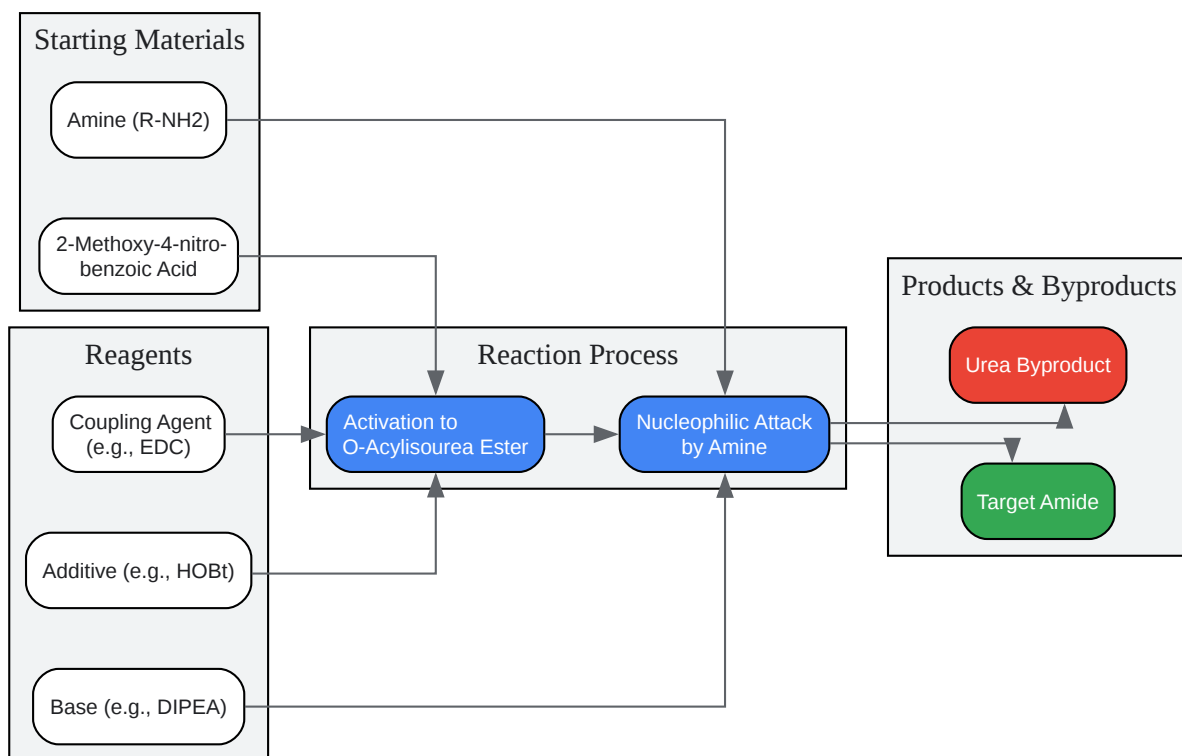 Starting Materials
Amine (R-NH2)
2-Methoxy-4-nitro-
benzoic Acid
Reagents
Coupling Agent
(e.g., EDC)
Additive (e.g., HOBt)
Base (e.g., DIPEA)
Reaction Process
Activation to
O-Acylisourea Ester
Nucleophilic Attack
by Amine
Products & Byproducts
Urea Byproduct
Target Amide